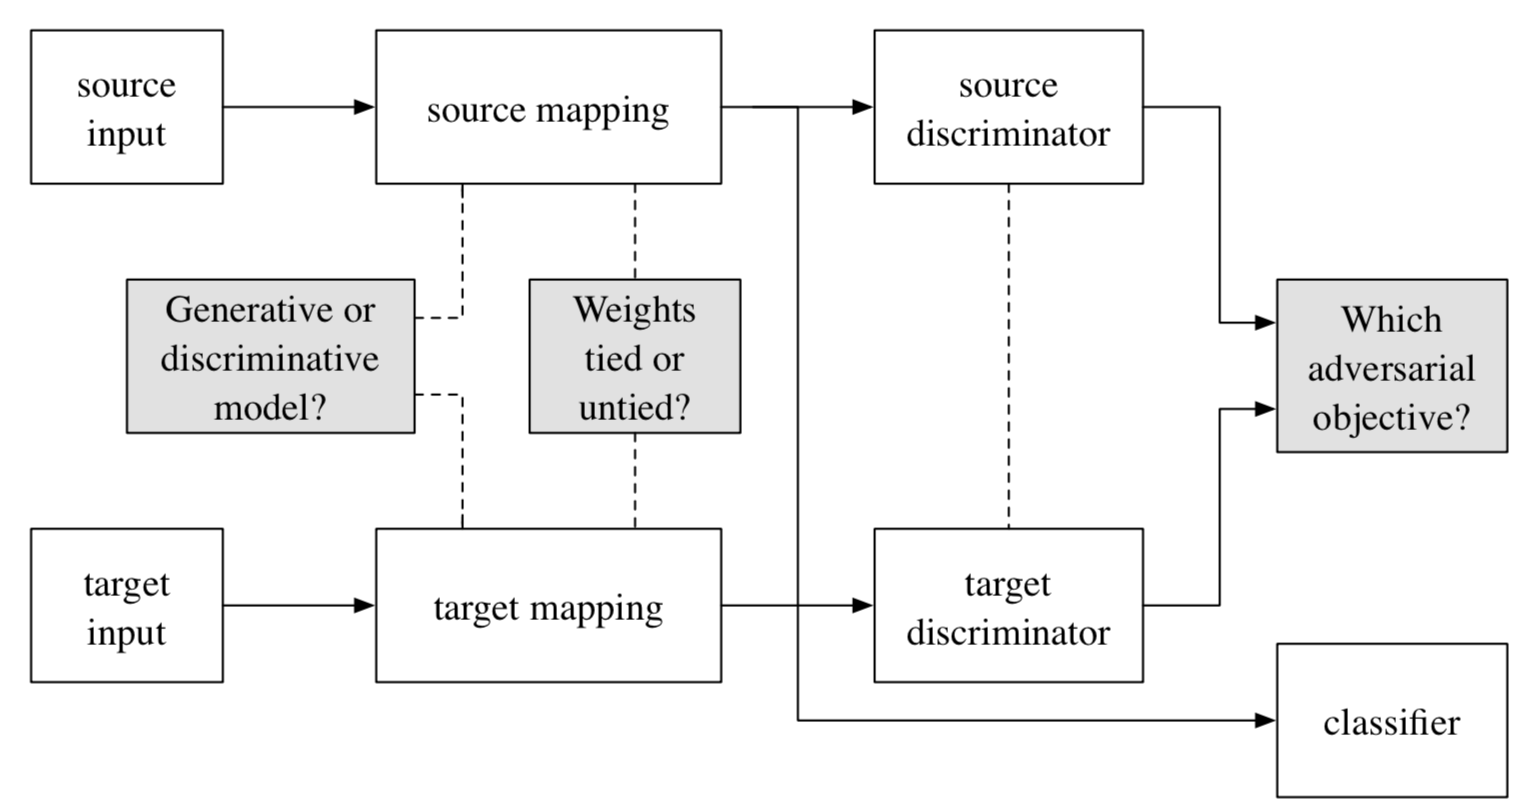 source
input
source mapping
source
discriminator
Generative or
discriminative
model?
Weights
tied or
untied?
Which
adversarial
objective?
target
input
target mapping
target
discriminator
classifier